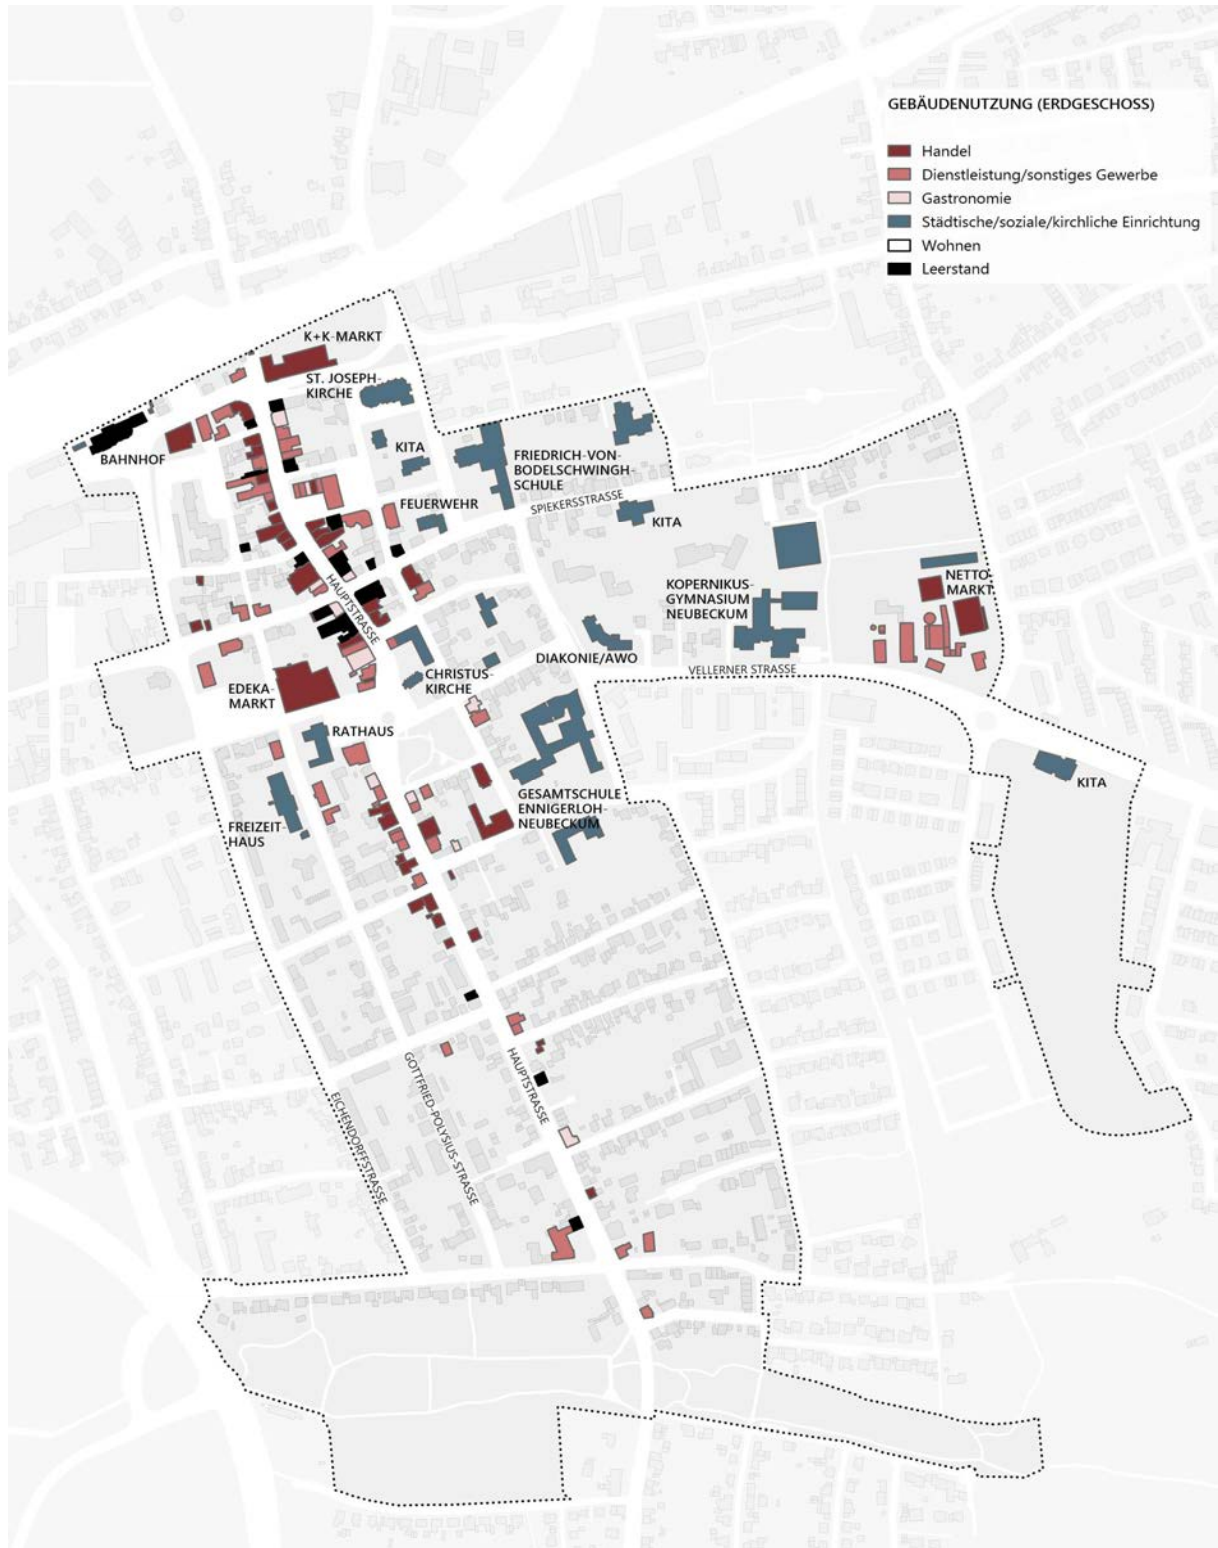 GEBÄUDENUTZUNG (ERDGESCHOSS)
Handel
Dienstleistung/sonstiges Gewerbe
Gastronomie
Städtische/soziale/kirchliche Einrichtung
Wohnen
Leerstand
K+K-MARKT
ST. JOSEPH-
KIRCHE
BAHNHOF
KITA
FRIEDRICH-VON-
BODELSCHWINGH-
SCHULE
FEUERWEHR
SPIEKERSSTRASSE
KITA
HAUPTSTRASSE
KOPERNIKUS-
GYMNASIUM
NEUBECKUM
NETTO-
MARKT
DIAKONIE/AWO
VELLERNER STRASSE
CHRISTUS-
KIRCHE
EDEKA-
MARKT
RATHAUS
KITA
GESAMTSCHULE
ENNIGERLOH-
NEUBECKUM
FREIZEIT-
HAUS
HAUPTSTRASSE
GOTTFRIED-POLYSIUS-STRASSE
EICHENDORFFSTRASSE